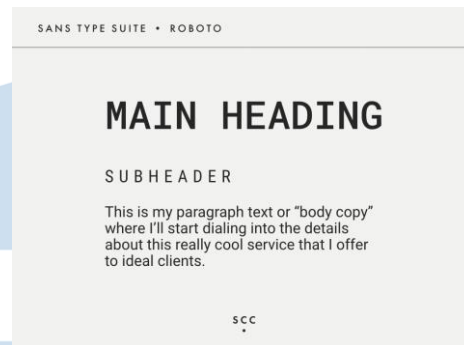 SANS TYPE SUITE • ROBOTO
MAIN HEADING
SUBHEADER
This is my paragraph text or “body copy”
where I’ll start dialing into the details
about this really cool service that I offer
to ideal clients.
SCC